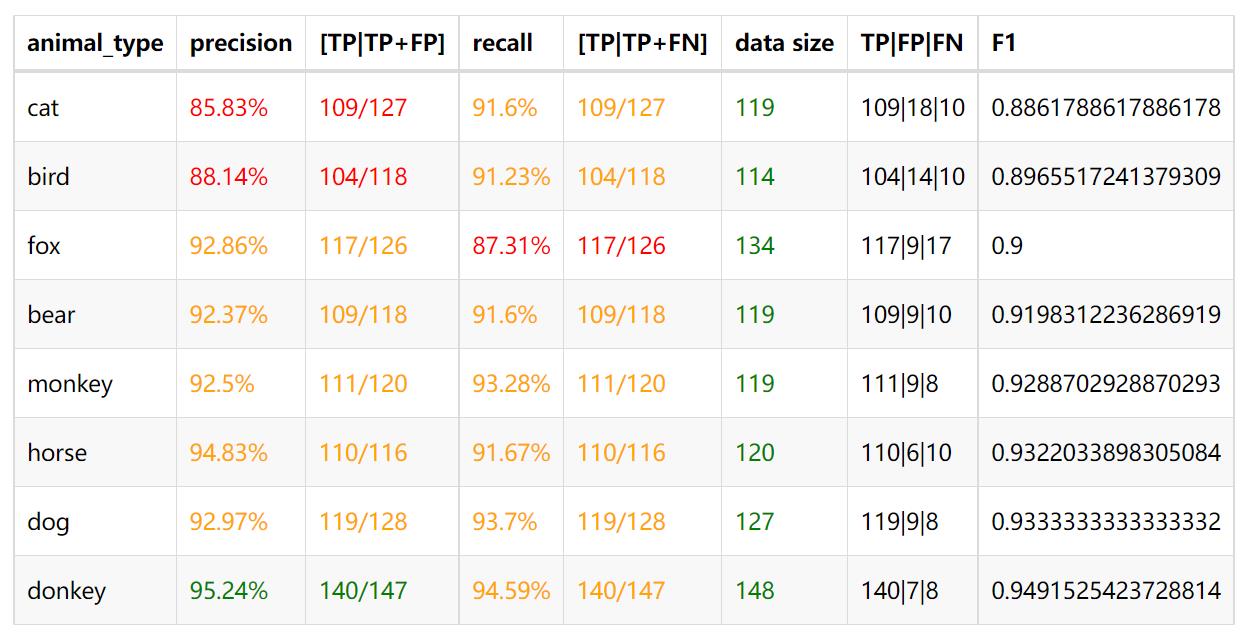 animal_type precision [TP|TP+FP] recall [TP|TP+FN] data size TP|FP|FN F1
cat 85.83% 109/127 91.6% 109/127 119 109|18|10 0.8861788617886178
bird 88.14% 104/118 91.23% 104/118 114 104|14|10 0.8965517241379309
fox 92.86% 117/126 87.31% 117/126 134 117|9|17 0.9
bear 92.37% 109/118 91.6% 109/118 119 109|9|10 0.9198312236286919
monkey 92.5% 111/120 93.28% 111/120 119 111|9|8 0.9288702928870293
horse 94.83% 110/116 91.67% 110/116 120 110|6|10 0.9322033898305084
dog 92.97% 119/128 93.7% 119/128 127 119|9|8 0.9333333333333332
donkey 95.24% 140/147 94.59% 140/147 148 140|7|8 0.9491525423728814